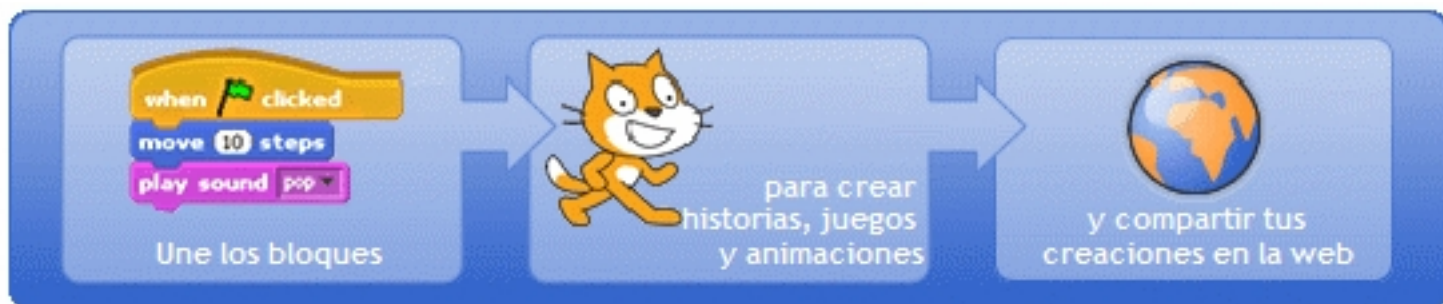 when clicked
move 10 steps
play sound pop
Une los bloques
para crear
historias, juegos
y animaciones
y compartir tus
creaciones en la web